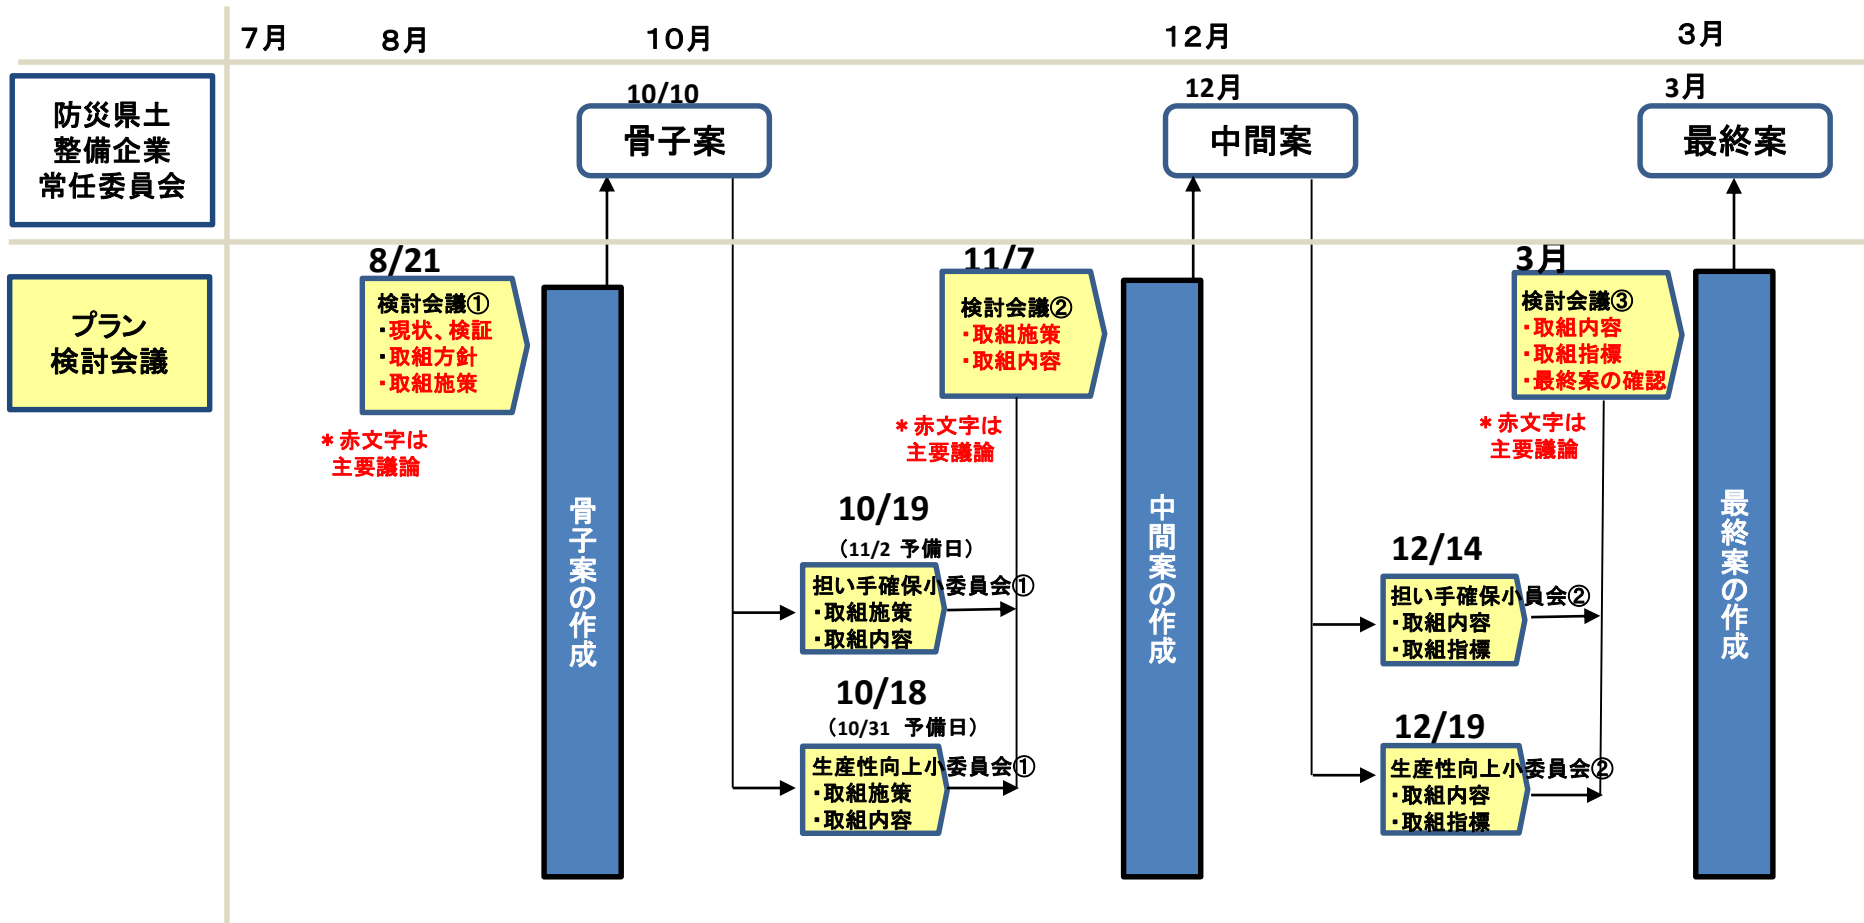 7月
8月
10月
12月
3月
防災県土
整備企業
常任委員会
10/10
骨子案
12月
中間案
3月
最終案
プラン
検討会議
8/21
検討会議①
・現状、検証
・取組方針
・取組施策
＊赤文字は
主要議論
骨子案の作成
11/7
検討会議②
・取組施策
・取組内容
＊赤文字は
主要議論
10/19
（11/2 予備日）
担い手確保小委員会①
・取組施策
・取組内容
10/18
（10/31 予備日）
生産性向上小委員会①
・取組施策
・取組内容
中間案の作成
3月
検討会議③
・取組内容
・取組指標
・最終案の確認
＊赤文字は
主要議論
12/14
担い手確保小員会②
・取組内容
・取組指標
12/19
生産性向上小委員会②
・取組内容
・取組指標
最終案の作成